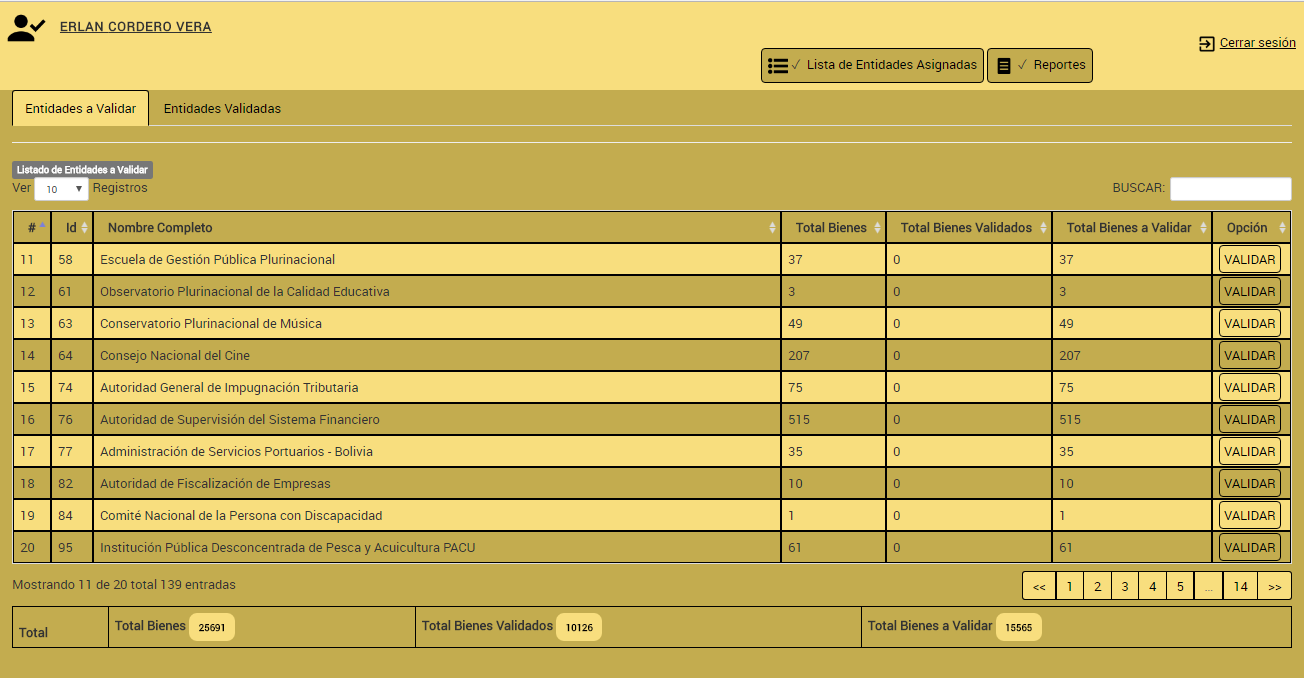 ERLAN CORDERO VERA
Cerrar sesión
✓ Lista de Entidades Asignadas ✓ Reportes
Entidades a Validar Entidades Validadas
Listado de Entidades a Validar
Ver 10 Registros BUSCAR:
# Id Nombre Completo Total Bienes Total Bienes Validados Total Bienes a Validar Opción
11 58 Escuela de Gestión Pública Plurinacional 37 0 37 VALIDAR
12 61 Observatorio Plurinacional de la Calidad Educativa 3 0 3 VALIDAR
13 63 Conservatorio Plurinacional de Música 49 0 49 VALIDAR
14 64 Consejo Nacional del Cine 207 0 207 VALIDAR
15 74 Autoridad General de Impugnación Tributaria 75 0 75 VALIDAR
16 76 Autoridad de Supervisión del Sistema Financiero 515 0 515 VALIDAR
17 77 Administración de Servicios Portuarios - Bolivia 35 0 35 VALIDAR
18 82 Autoridad de Fiscalización de Empresas 10 0 10 VALIDAR
19 84 Comité Nacional de la Persona con Discapacidad 1 0 1 VALIDAR
20 95 Institución Pública Desconcentrada de Pesca y Acuicultura PACU 61 0 61 VALIDAR
Mostrando 11 de 20 total 139 entradas << 1 2 3 4 5 ... 14 >>
Total Total Bienes 25691 Total Bienes Validados 10126 Total Bienes a Validar 15565